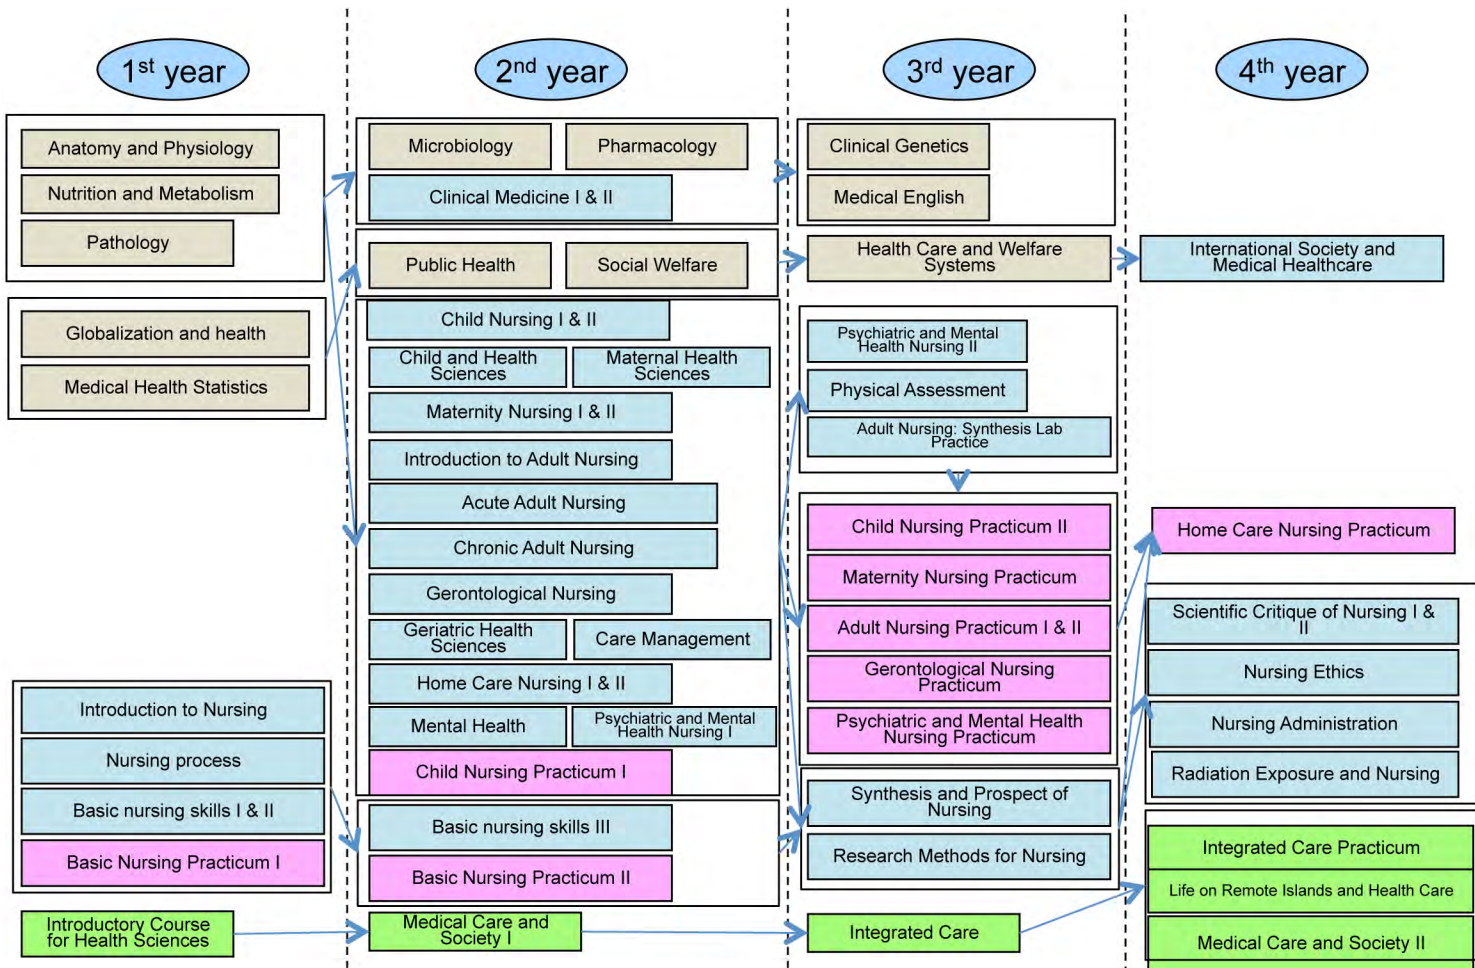 1st year
2nd year
3rd year
4th year
Anatomy and Physiology
Nutrition and Metabolism
Pathology
Globalization and health
Medical Health Statistics
Introduction to Nursing
Nursing process
Basic nursing skills I & II
Basic Nursing Practicum I
Introductory Course
for Health Sciences
Microbiology
Pharmacology
Clinical Medicine I & II
Public Health
Social Welfare
Child Nursing I & II
Child and Health
Sciences
Maternal Health
Sciences
Maternity Nursing I & II
Introduction to Adult Nursing
Acute Adult Nursing
Chronic Adult Nursing
Gerontological Nursing
Geriatric Health
Sciences
Care Management
Home Care Nursing I & II
Mental Health
Psychiatric and Mental
Health Nursing I
Child Nursing Practicum I
Basic nursing skills III
Basic Nursing Practicum II
Medical Care and
Society I
Clinical Genetics
Medical English
Health Care and Welfare
Systems
Psychiatric and Mental
Health Nursing II
Physical Assessment
Adult Nursing: Synthesis Lab
Practice
Child Nursing Practicum II
Maternity Nursing Practicum
Adult Nursing Practicum I & II
Gerontological Nursing
Practicum
Psychiatric and Mental Health
Nursing Practicum
Synthesis and Prospect of
Nursing
Research Methods for Nursing
Integrated Care
International Society and
Medical Healthcare
Home Care Nursing Practicum
Scientific Critique of Nursing I &
II
Nursing Ethics
Nursing Administration
Radiation Exposure and Nursing
Integrated Care Practicum
Life on Remote Islands and Health Care
Medical Care and Society II